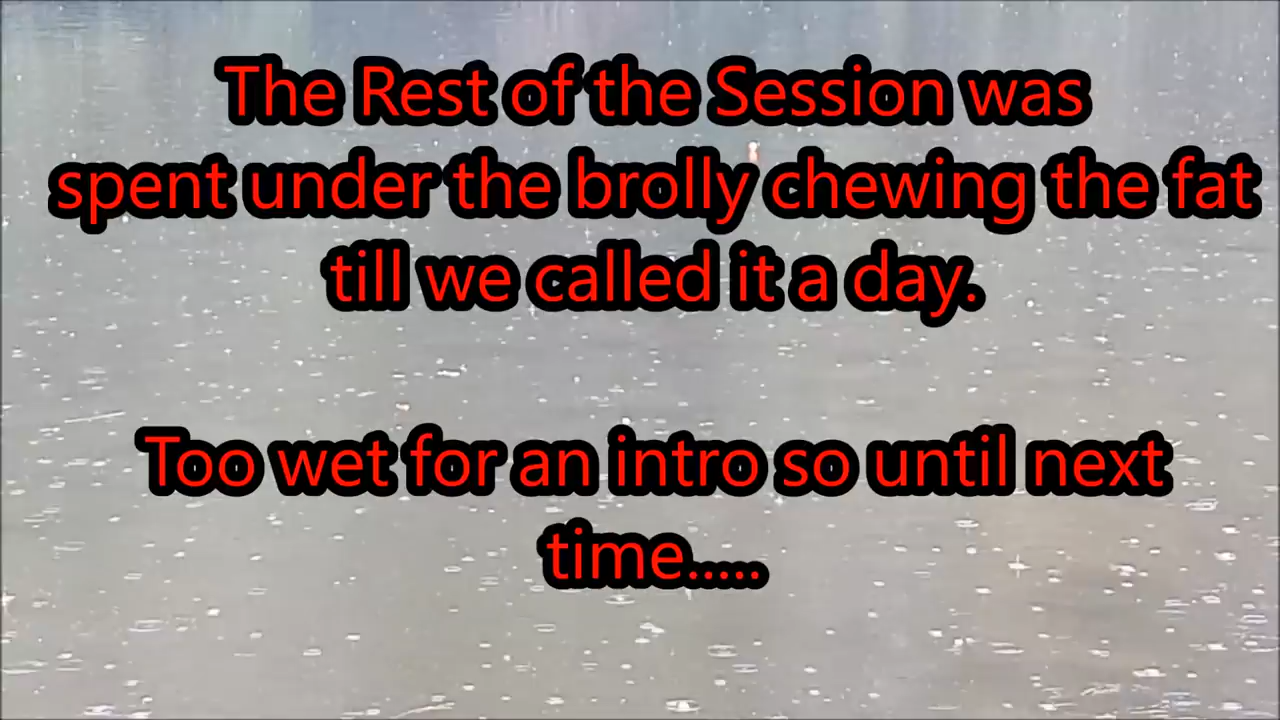 The Rest of the Session was
spent under the brolly chewing the fat
till we called it a day.
Too wet for an intro so until next
time.....